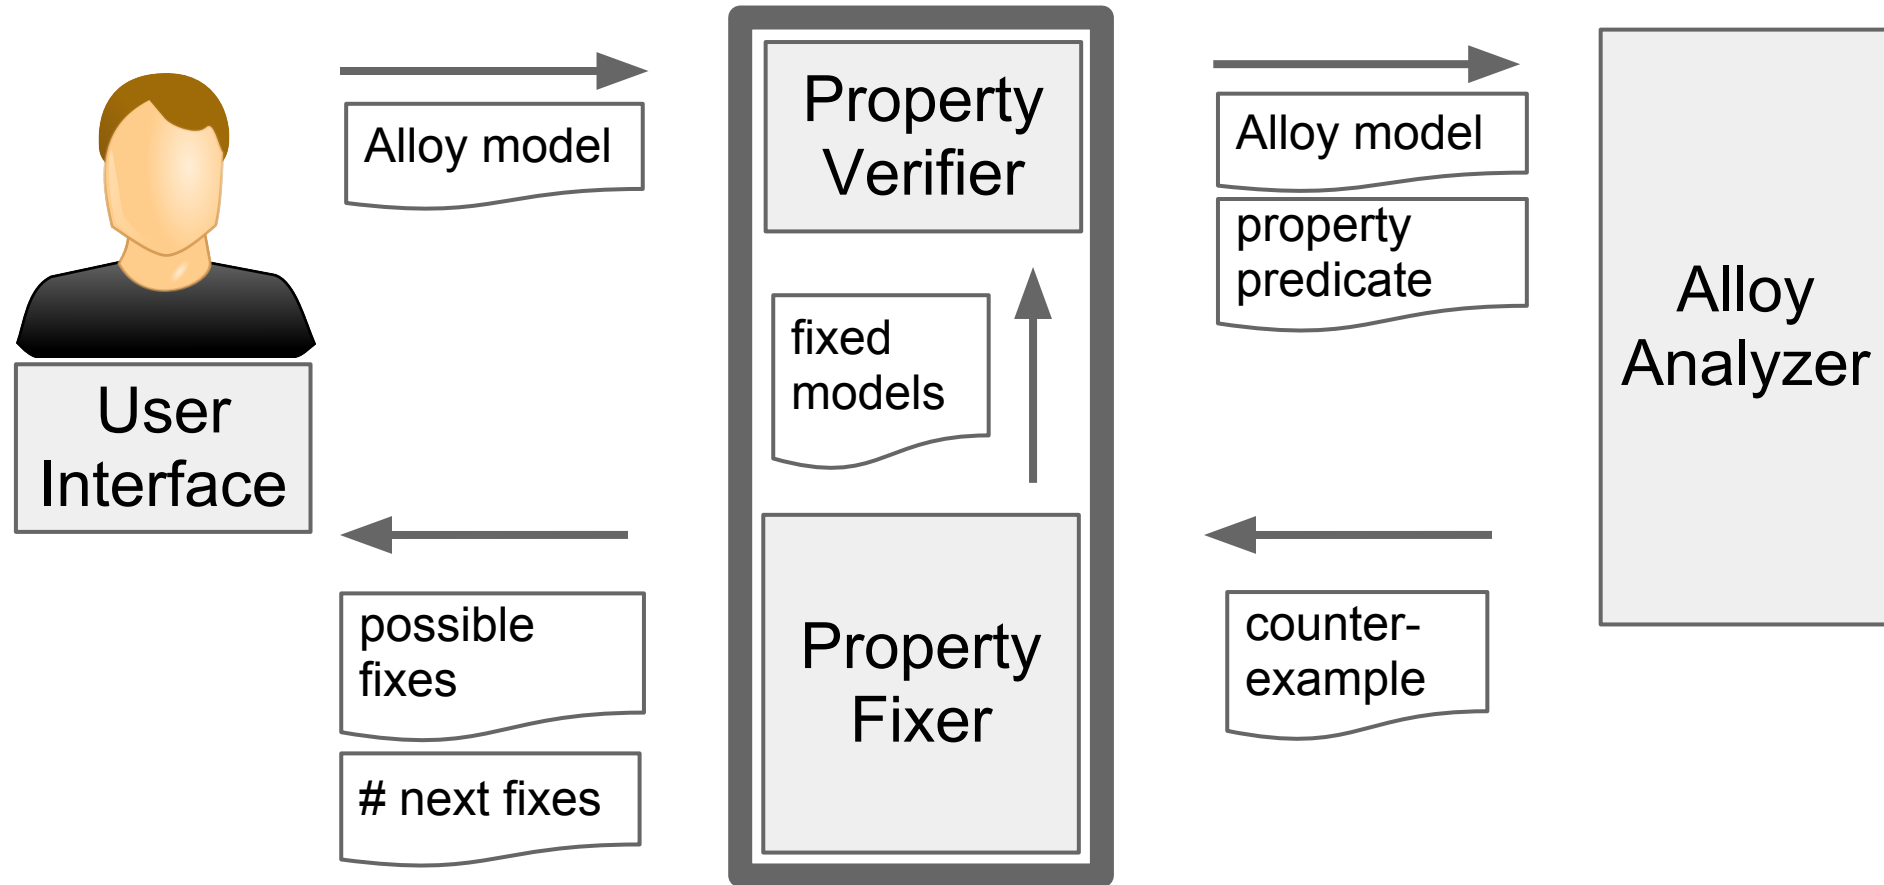 User
Interface
Alloy model
possible
fixes
# next fixes
Property
Verifier
fixed
models
Property
Fixer
Alloy model
property
predicate
counter-
example
Alloy
Analyzer